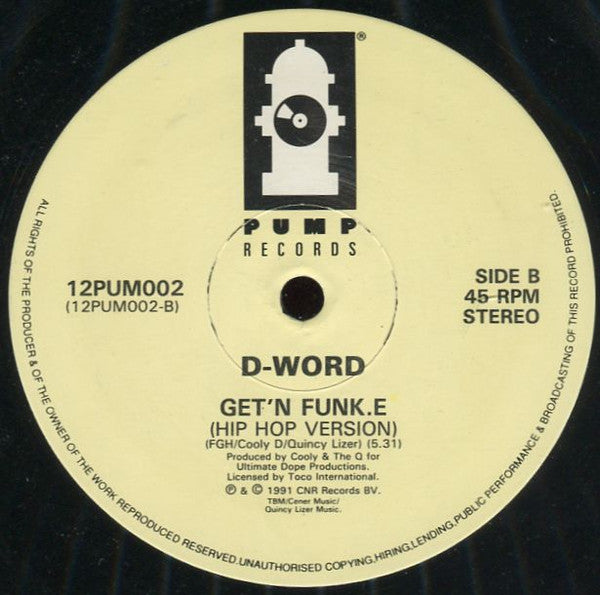 ®
PUMP
RECORDS
12PUM002
(12PUM002-B)
SIDE B
45 RPM
STEREO
D-WORD
GET'N FUNK.E
(HIP HOP VERSION)
(FGH/Cooly D/Quincy Lizer) (5.31)
Produced by Cooly & The Q for
Ultimate Dope Productions.
Licensed by Toco International.
℗ & © 1991 CNR Records BV.
TBM/Cener Music/
Quincy Lizer Music.
ALL RIGHTS OF THE PRODUCER & OF THE OWNER OF THE WORK REPRODUCED RESERVED.UNAUTHORISED COPYING,HIRING,LENDING,PUBLIC PERFORMANCE & BROADCASTING OF THIS RECORD PROHIBITED.